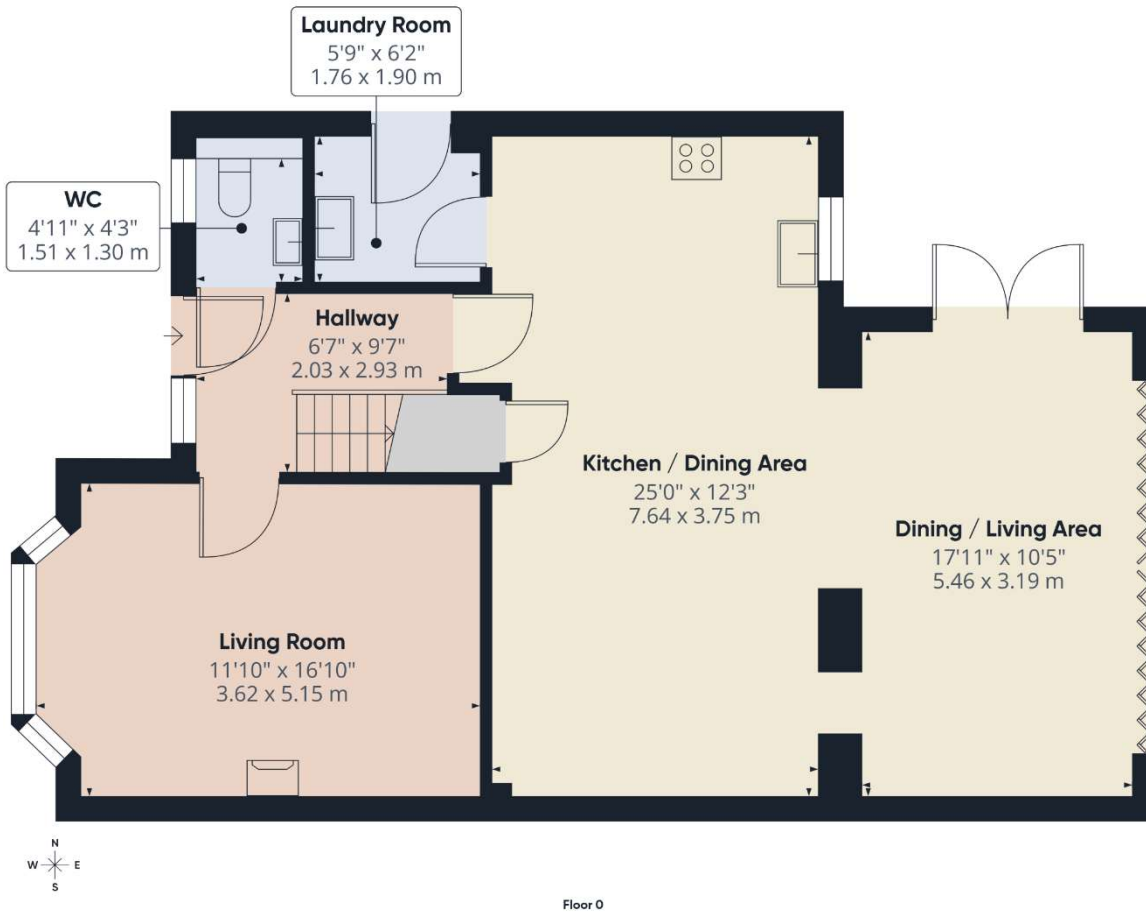 Laundry Room
5'9" x 6'2"
1.76 x 1.90 m
WC
4'11" x 4'3"
1.51 x 1.30 m
Hallway
6'7" x 9'7"
2.03 x 2.93 m
Kitchen / Dining Area
25'0" x 12'3"
7.64 x 3.75 m
Dining / Living Area
17'11" x 10'5"
5.46 x 3.19 m
Living Room
11'10" x 16'10"
3.62 x 5.15 m
N
W E
S
Floor 0